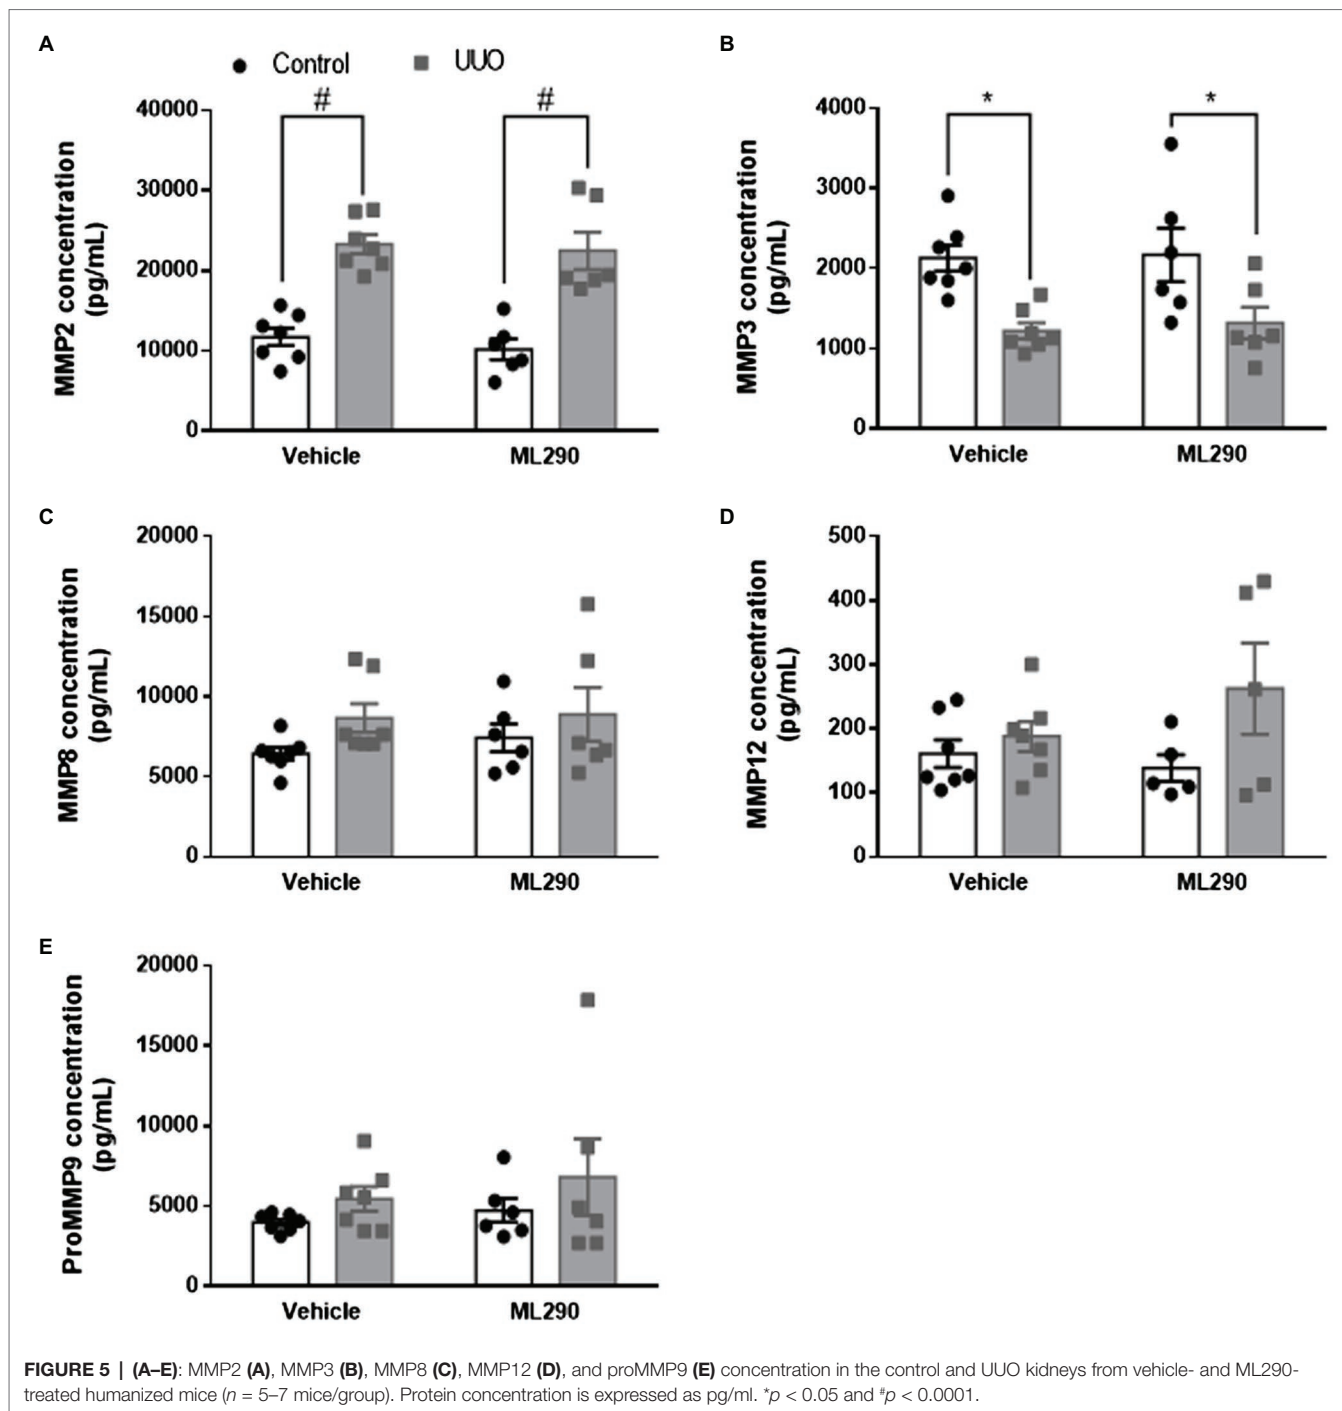 A
● Control ■ UUO
# #
40000
30000
20000
10000
0
MMP2 concentration
(pg/mL)
Vehicle ML290
B
* *
4000
3000
2000
1000
0
MMP3 concentration
(pg/mL)
Vehicle ML290
C
20000
15000
10000
5000
0
MMP8 concentration
(pg/mL)
Vehicle ML290
D
500
400
300
200
100
0
MMP12 concentration
(pg/mL)
Vehicle ML290
E
20000
15000
10000
5000
0
ProMMP9 concentration
(pg/mL)
Vehicle ML290
FIGURE 5 | (A–E): MMP2 (A), MMP3 (B), MMP8 (C), MMP12 (D), and proMMP9 (E) concentration in the control and UUO kidneys from vehicle- and ML290-
treated humanized mice (n = 5–7 mice/group). Protein concentration is expressed as pg/ml. *p < 0.05 and #p < 0.0001.